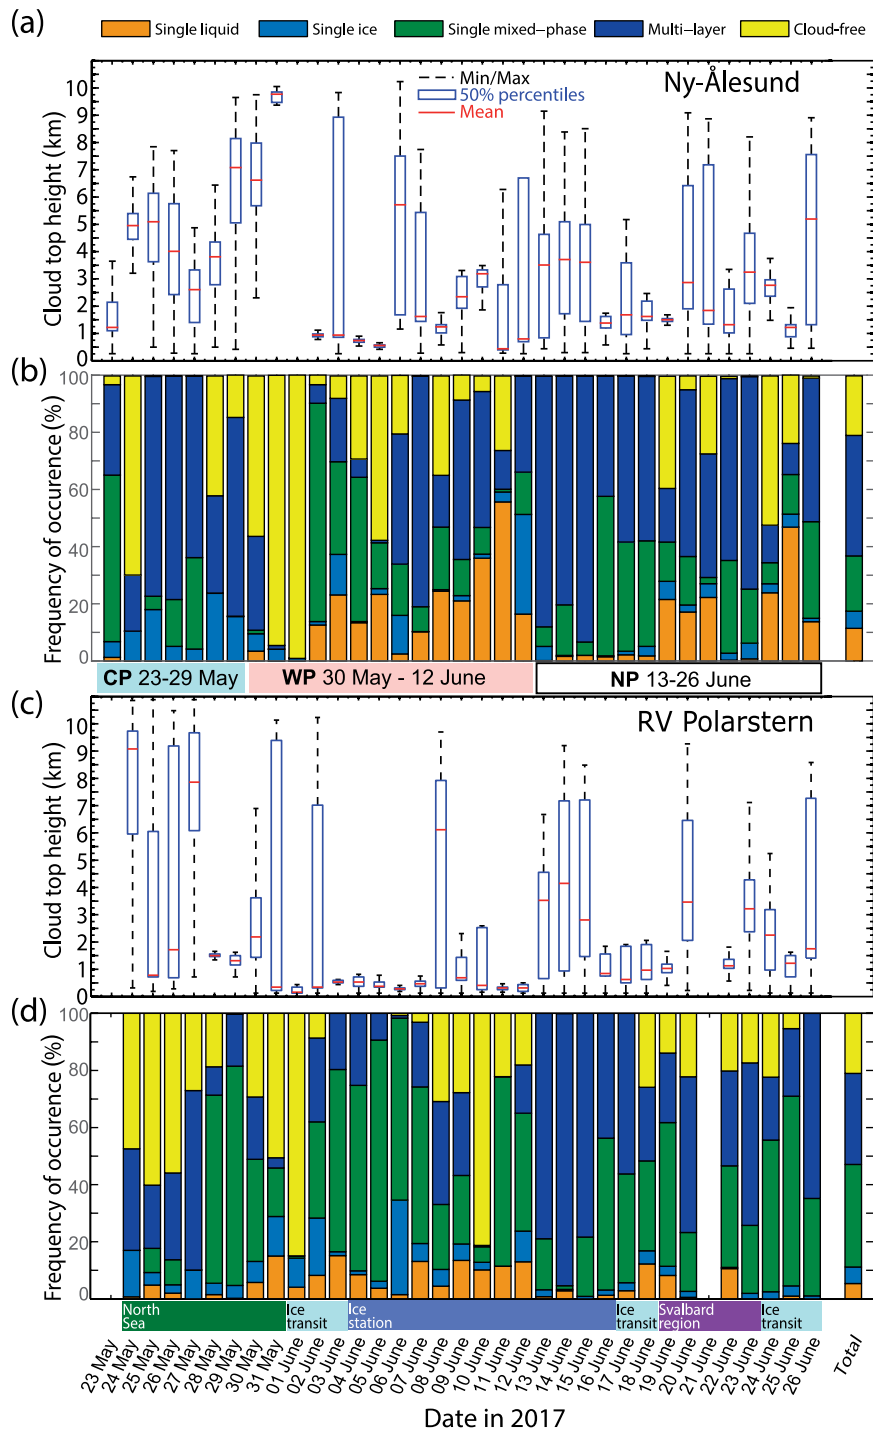 (a)
Single liquid
Single ice
Single mixed−phase
Multi−layer
Cloud-free
Cloud top height (km)
10
9
8
7
6
5
4
3
2
1
0
Min/Max
50% percentiles
Mean
Ny-Ålesund
(b)
Frequency of occurence (%)
100
80
60
40
20
0
CP 23-29 May
WP 30 May - 12 June
NP 13-26 June
(c)
Cloud top height (km)
10
9
8
7
6
5
4
3
2
1
0
RV Polarstern
(d)
Frequency of occurence (%)
100
80
60
40
20
0
North
Sea
Ice
transit
Ice
station
Ice
transit
Svalbard
region
Ice
transit
23 May
24 May
25 May
26 May
27 May
28 May
29 May
30 May
31 May
01 June
02 June
03 June
04 June
05 June
06 June
07 June
08 June
09 June
10 June
11 June
12 June
13 June
14 June
15 June
16 June
17 June
18 June
19 June
20 June
21 June
22 June
23 June
24 June
25 June
26 June
Total
Date in 2017